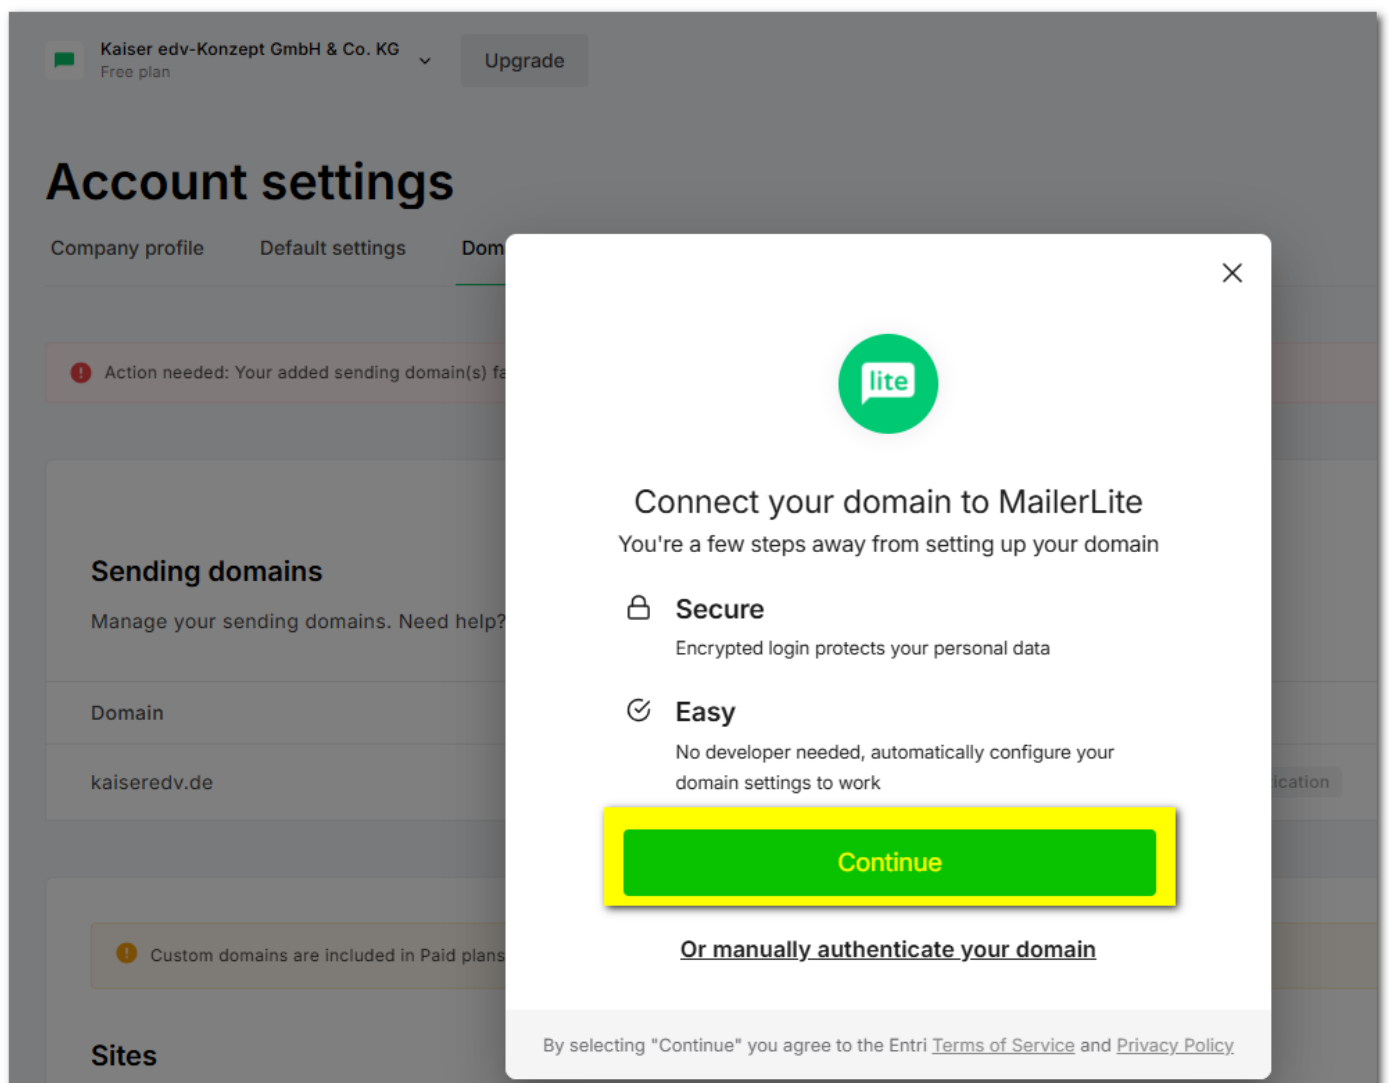 Kaiser edv-Konzept GmbH & Co. KG
Free plan
Upgrade
Account settings
Company profile
Default settings
Dom
Action needed: Your added sending domain(s) fa
Sending domains
Manage your sending domains. Need help?
Domain
kaiseredv.de
ication
Custom domains are included in Paid plans
Sites
lite
Connect your domain to MailerLite
You're a few steps away from setting up your domain
Secure
Encrypted login protects your personal data
Easy
No developer needed, automatically configure your
domain settings to work
Continue
Or manually authenticate your domain
By selecting "Continue" you agree to the Entri Terms of Service and Privacy Policy